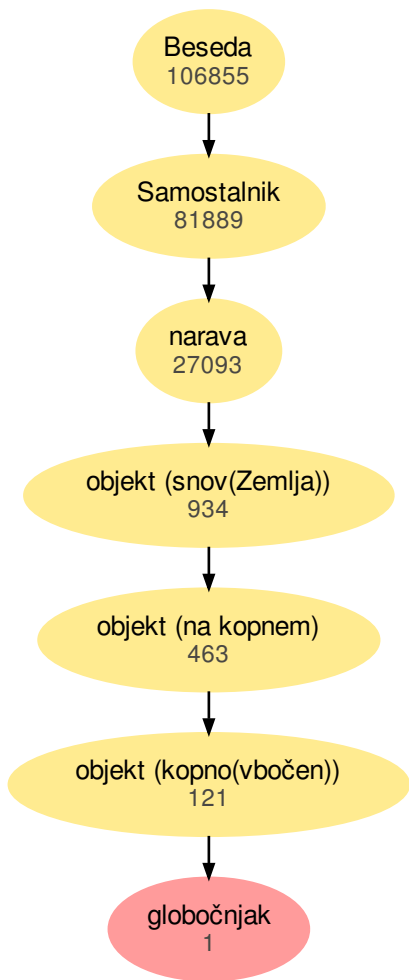 Beseda
106855
Samostalnik
81889
narava
27093
objekt (snov(Zemlja))
934
objekt (na kopnem)
463
objekt (kopno(vbočen))
121
globočnjak
1